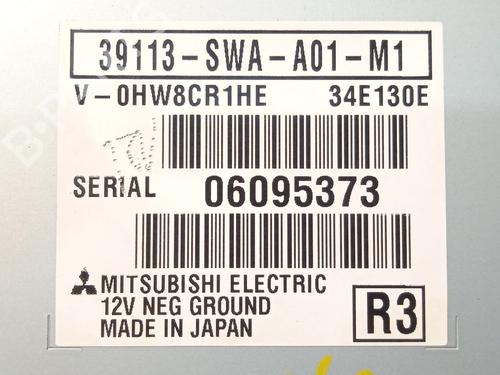 39113-SWA-A01-M1
V-0HW8CR1HE 34E130E
SERIAL 06095373
MITSUBISHI ELECTRIC
12V NEG GROUND
MADE IN JAPAN
R3